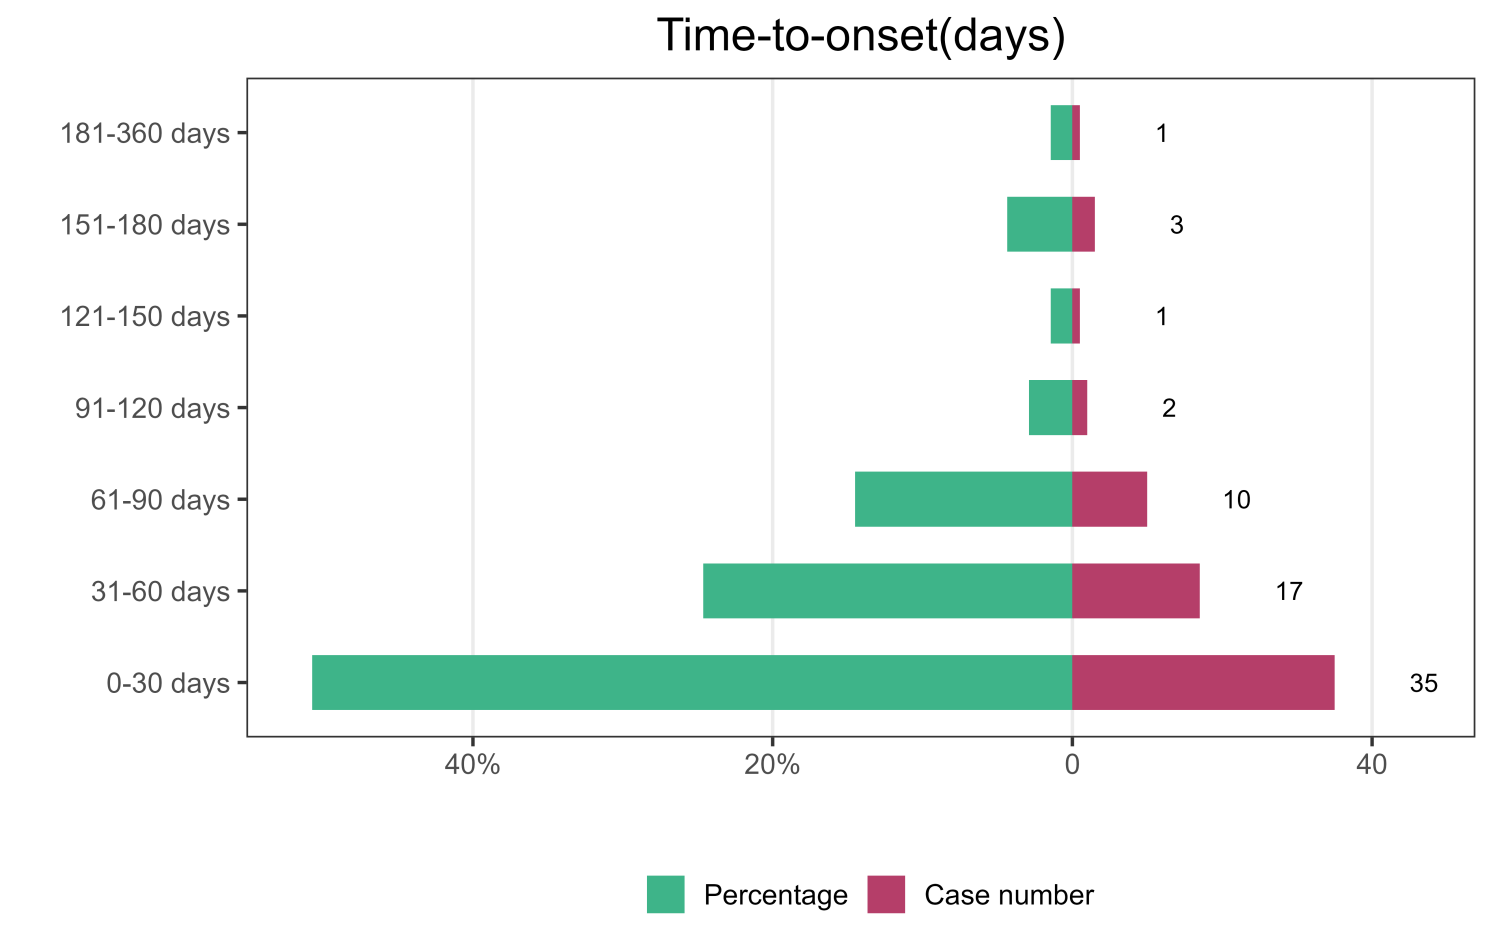 Time-to-onset(days)
181-360 days 1
151-180 days 3
121-150 days 1
91-120 days 2
61-90 days 10
31-60 days 17
0-30 days 35
40% 20% 0 40
Percentage Case number